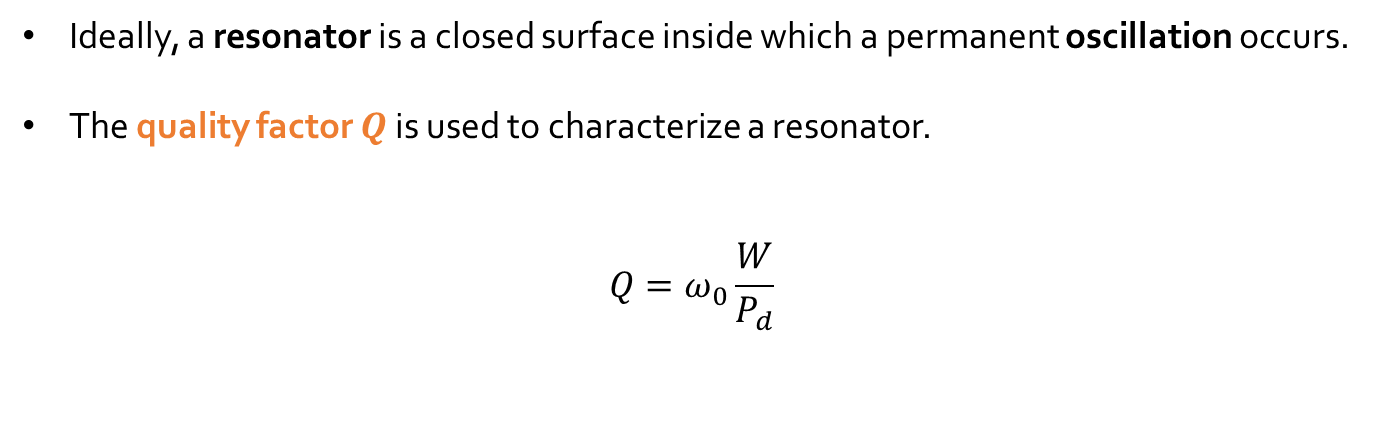 • Ideally, a resonator is a closed surface inside which a permanent oscillation occurs.
• The quality factor Q is used to characterize a resonator.
Q = ω₀ W/P_d